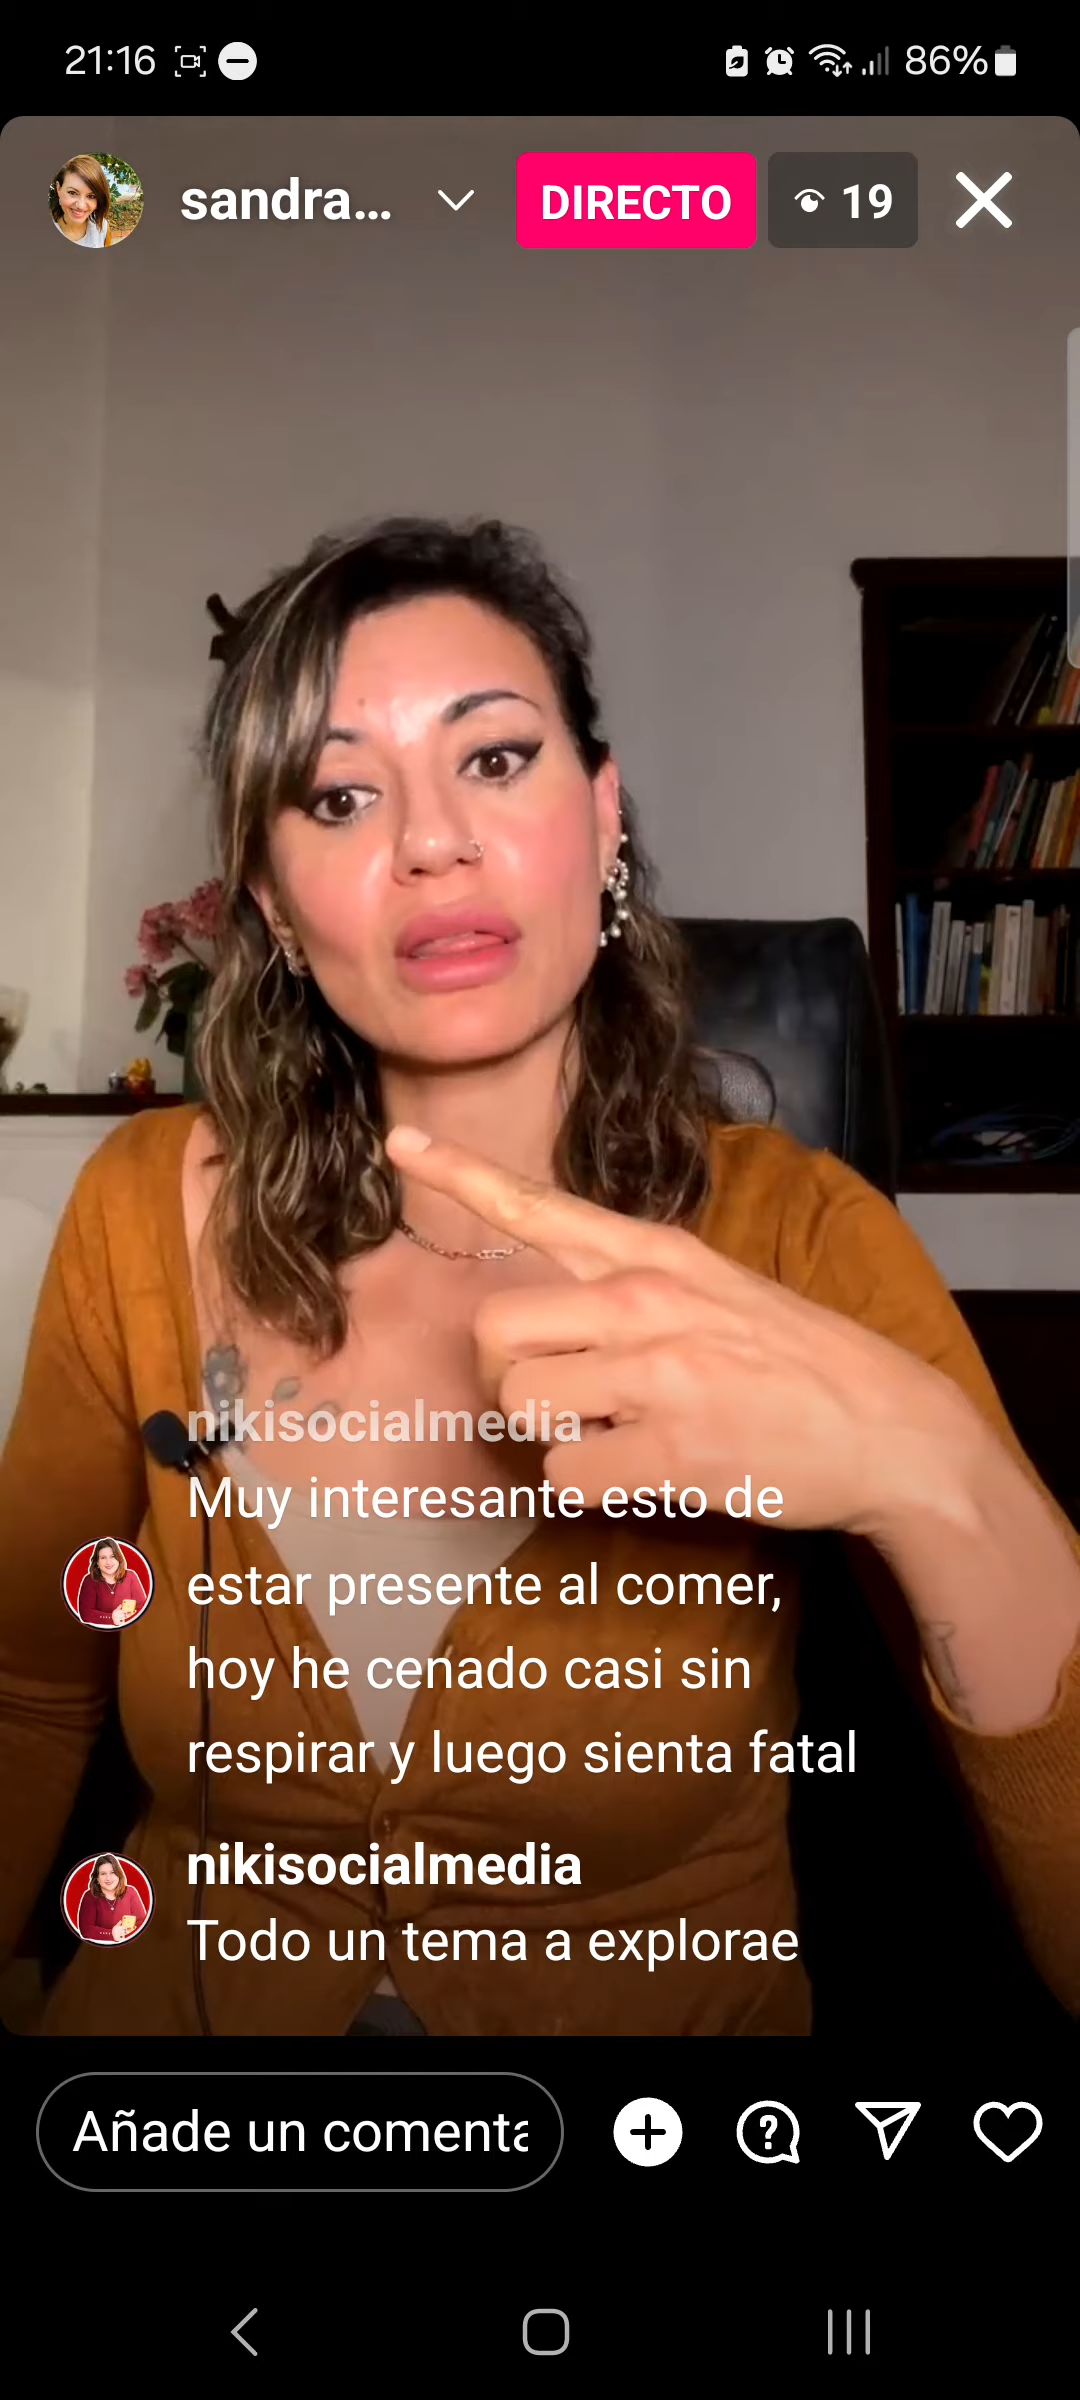 21:16
86%
sandra...
DIRECTO
19
nikisocialmedia
Muy interesante esto de
estar presente al comer,
hoy he cenado casi sin
respirar y luego sienta fatal
nikisocialmedia
Todo un tema a explorae
Añade un coment